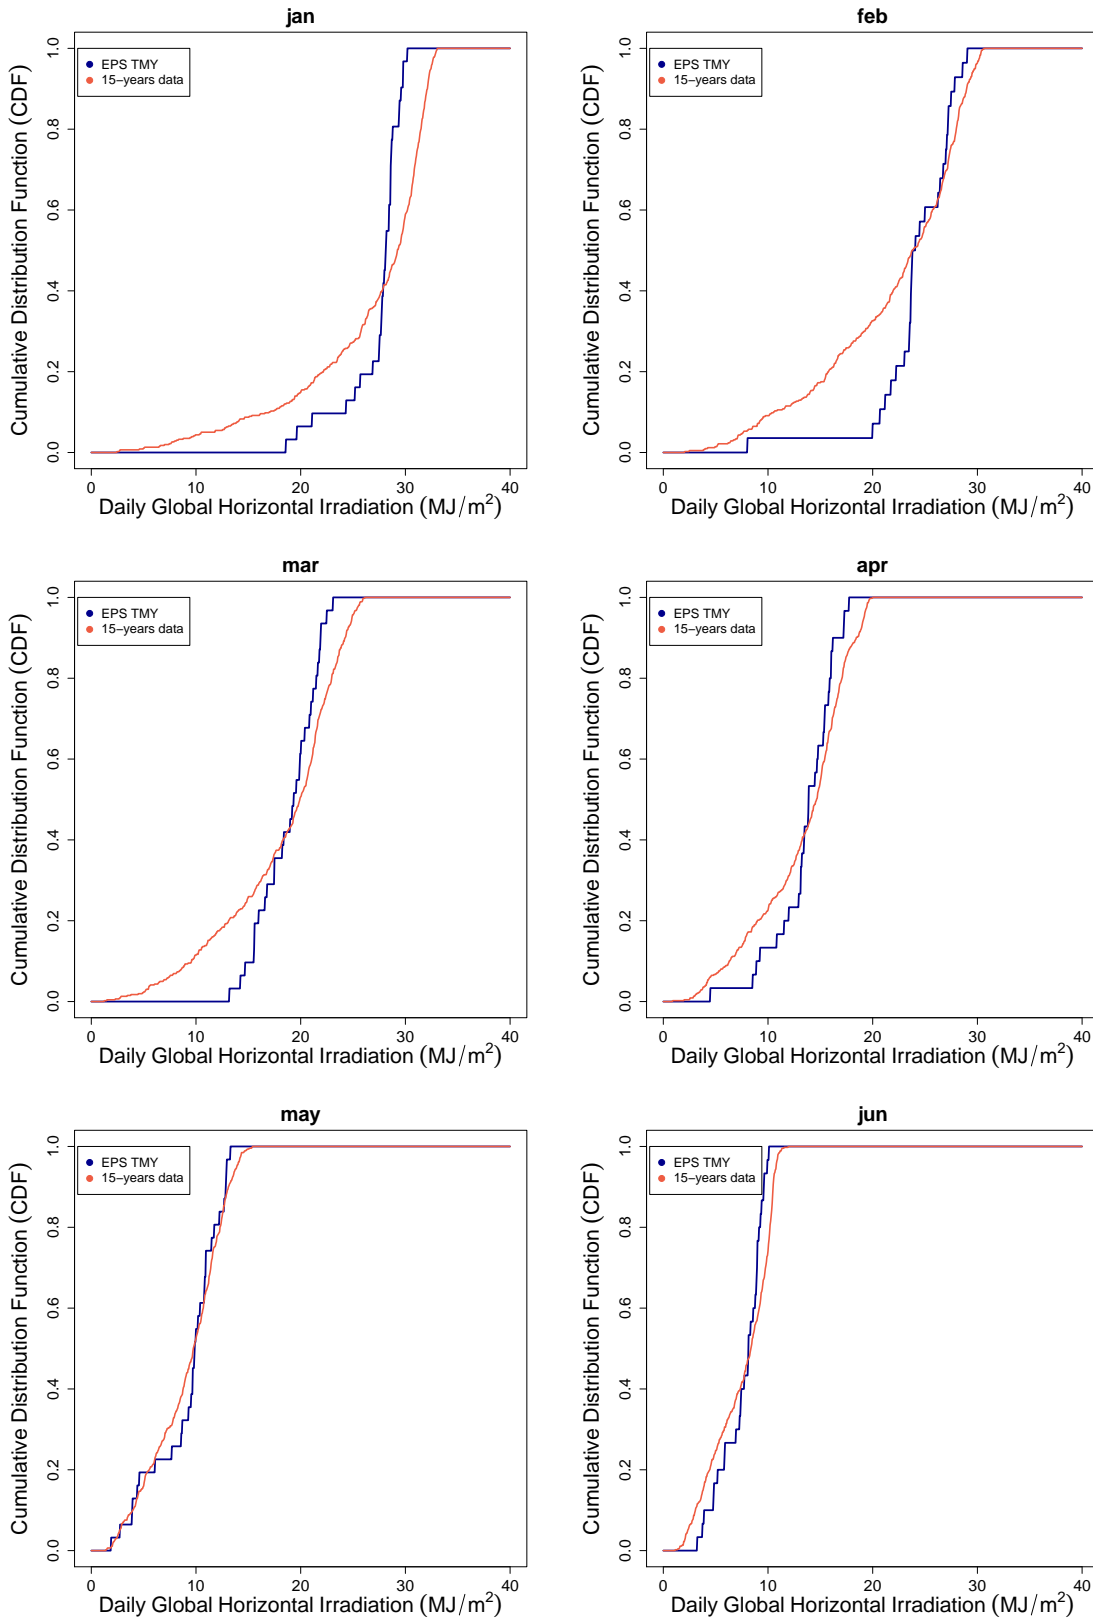 jan
EPS TMY
15−years data
Cumulative Distribution Function (CDF)
0.0 0.2 0.4 0.6 0.8 1.0
0 10 20 30 40
Daily Global Horizontal Irradiation (MJ/m²)
feb
EPS TMY
15−years data
Cumulative Distribution Function (CDF)
0.0 0.2 0.4 0.6 0.8 1.0
0 10 20 30 40
Daily Global Horizontal Irradiation (MJ/m²)
mar
EPS TMY
15−years data
Cumulative Distribution Function (CDF)
0.0 0.2 0.4 0.6 0.8 1.0
0 10 20 30 40
Daily Global Horizontal Irradiation (MJ/m²)
apr
EPS TMY
15−years data
Cumulative Distribution Function (CDF)
0.0 0.2 0.4 0.6 0.8 1.0
0 10 20 30 40
Daily Global Horizontal Irradiation (MJ/m²)
may
EPS TMY
15−years data
Cumulative Distribution Function (CDF)
0.0 0.2 0.4 0.6 0.8 1.0
0 10 20 30 40
Daily Global Horizontal Irradiation (MJ/m²)
jun
EPS TMY
15−years data
Cumulative Distribution Function (CDF)
0.0 0.2 0.4 0.6 0.8 1.0
0 10 20 30 40
Daily Global Horizontal Irradiation (MJ/m²)